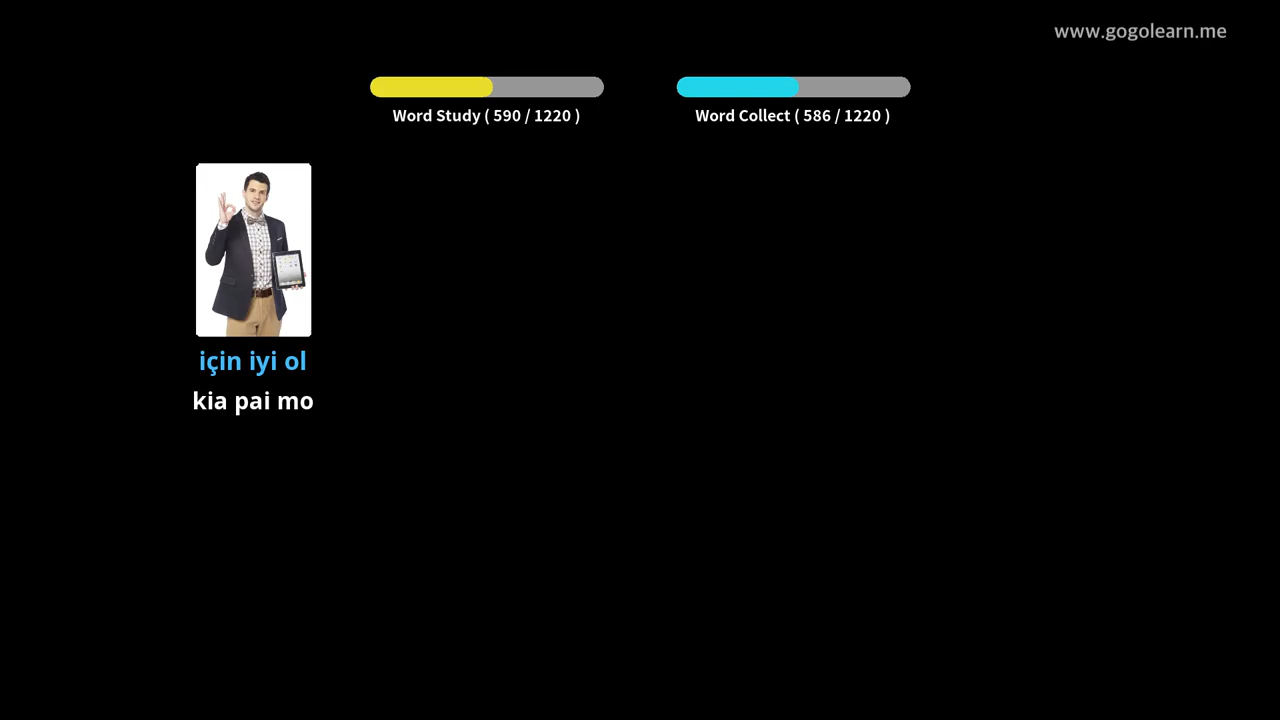 www.gogolearn.me
Word Study ( 590 / 1220 )
Word Collect ( 586 / 1220 )
için iyi ol
kia pai mo